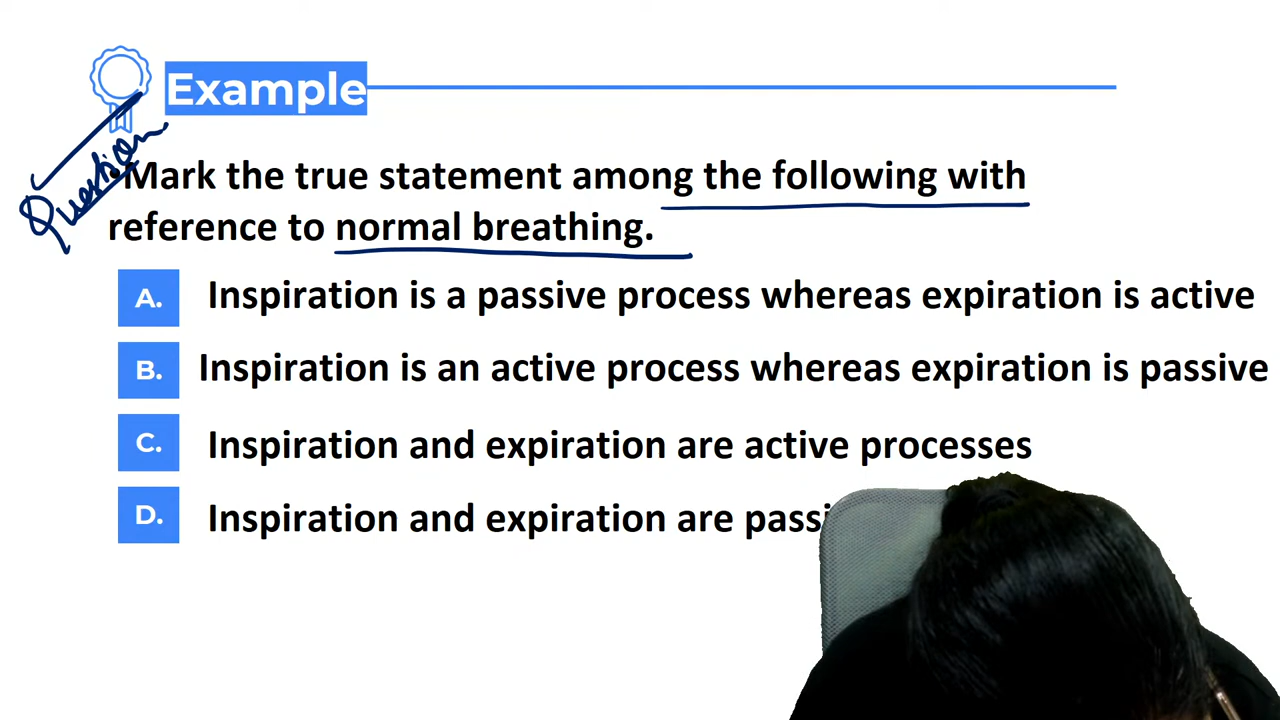 Example
Question
•Mark the true statement among the following with
reference to normal breathing.
A. Inspiration is a passive process whereas expiration is active
B. Inspiration is an active process whereas expiration is passive
C. Inspiration and expiration are active processes
D. Inspiration and expiration are